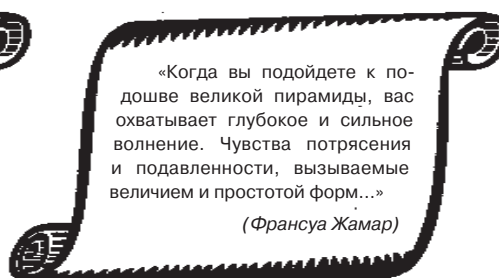 «Когда вы подойдете к по-
дошве великой пирамиды, вас
охватывает глубокое и сильное
волнение. Чувства потрясения
и подавленности, вызываемые
величием и простотой форм...»
(Франсуа Жамар)